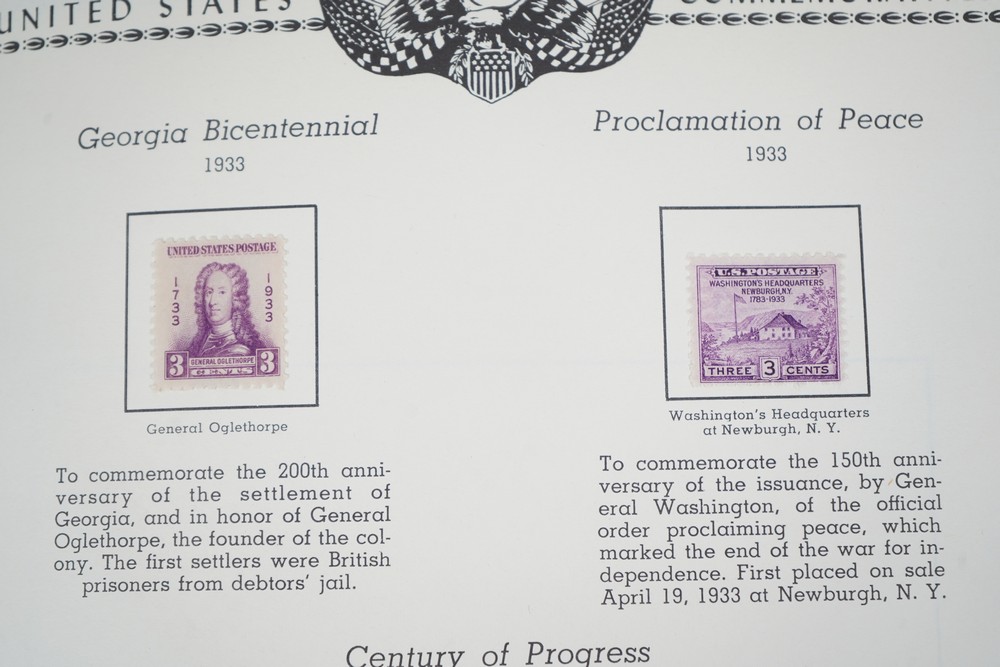 UNITED STATES
Georgia Bicentennial
1933
UNITED STATES POSTAGE
1733
1933
GENERAL OGLETHORPE
3 CENTS 3
General Oglethorpe
To commemorate the 200th anni-
versary of the settlement of
Georgia, and in honor of General
Oglethorpe, the founder of the col-
ony. The first settlers were British
prisoners from debtors' jail.
Proclamation of Peace
1933
U.S. POSTAGE
WASHINGTON'S HEADQUARTERS
NEWBURGH, N.Y.
1783-1933
THREE 3 CENTS
Washington's Headquarters
at Newburgh, N. Y.
To commemorate the 150th anni-
versary of the issuance, by Gen-
eral Washington, of the official
order proclaiming peace, which
marked the end of the war for in-
dependence. First placed on sale
April 19, 1933 at Newburgh, N. Y.
Century of Progress